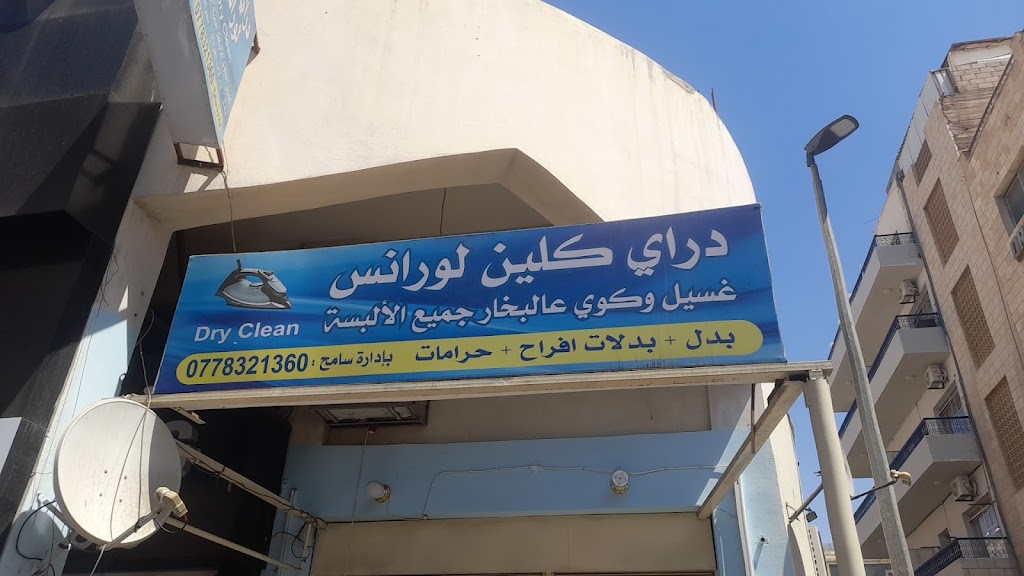 دراي كلين لورانس
غسيل وكوي عالبخار جميع الألبسة
Dry Clean
بدل + بدلات افراح + حرامات
بإدارة سامح : 0778321360